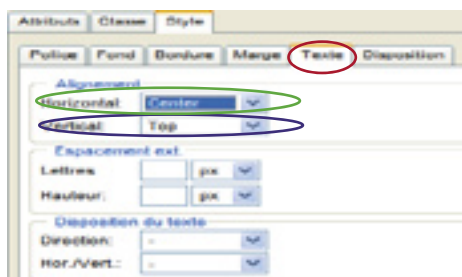 Attributs Classe Style
Police Fond Bordure Marge Texte Disposition
Alignement
Horizontal: Center
Vertical: Top
Espacement ext.
Lettres: px
Hauteur: px
Disposition du texte
Direction: -
Hor./Vert.: -